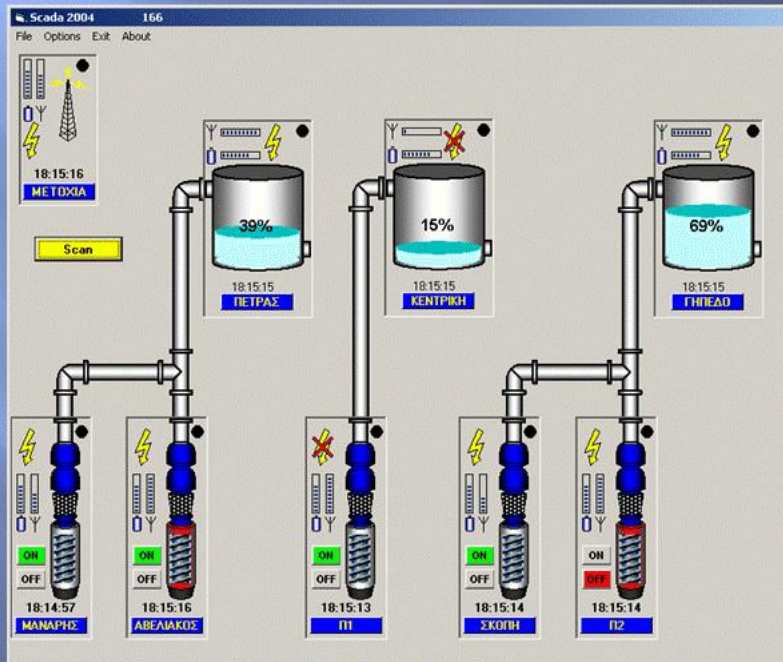 Scada 2004 166
File Options Exit About
18:15:16
ΜΕΤΟΧΙΑ
Scan
39%
18:15:15
ΠΕΤΡΑΣ
15%
18:15:15
ΚΕΝΤΡΙΚΗ
69%
18:15:15
ΓΗΠΕΔΟ
ON
OFF
18:14:57
ΜΑΝΑΡΗΣ
ON
OFF
18:15:16
ΑΒΕΛΙΑΚΟΣ
ON
OFF
18:15:13
Π1
ON
OFF
18:15:14
ΣΚΟΠΗ
ON
OFF
18:15:14
Π2